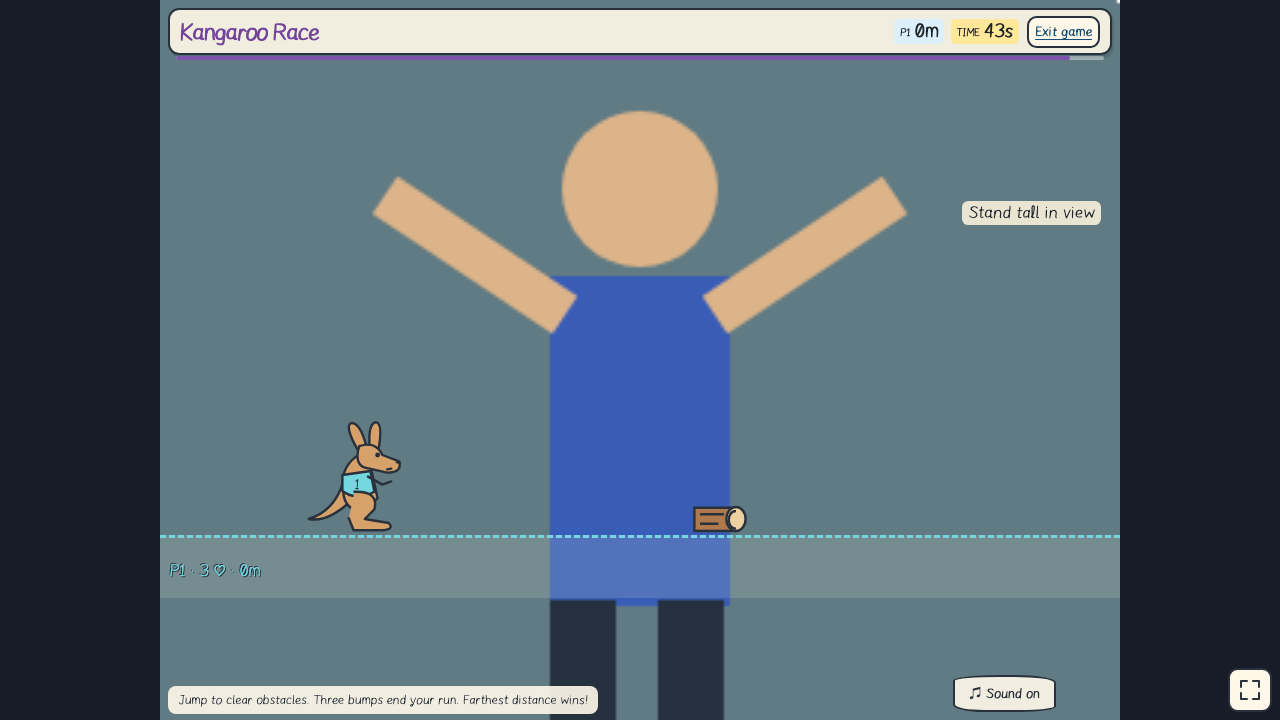 Kangaroo Race
P1 0m
TIME 43s
Exit game
Stand tall in view
1
P1 · 3 ♡ · 0m
Jump to clear obstacles. Three bumps end your run. Farthest distance wins!
♫ Sound on